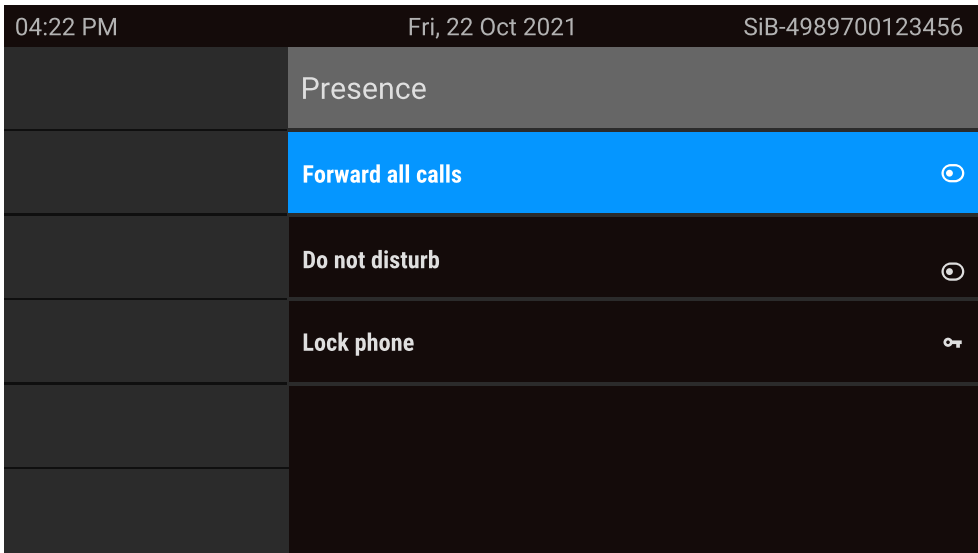 04:22 PM Fri, 22 Oct 2021 SiB-4989700123456
Presence
Forward all calls
Do not disturb
Lock phone